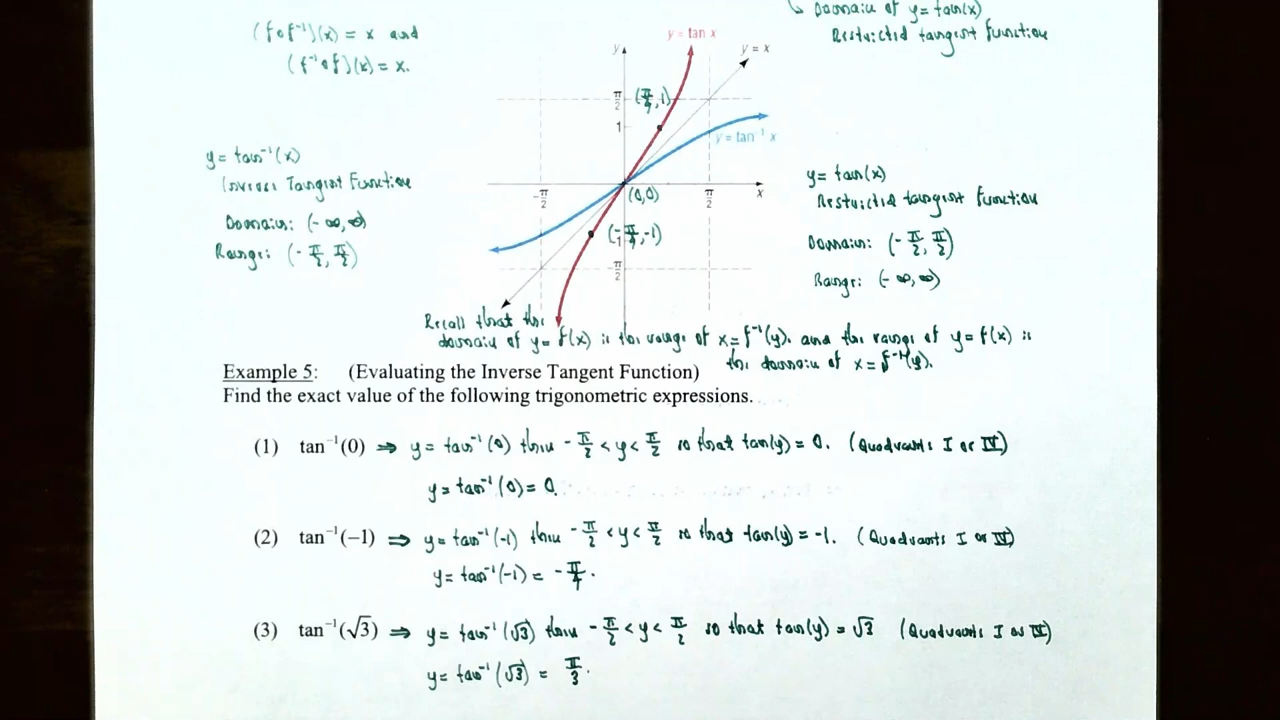 (f∘f⁻¹)(x) = x and
(f⁻¹∘f)(x) = x.
↳ Domain of y = tan(x)
Restricted tangent function
y = tan x
y
y = x
π/2
(π/4, 1)
1
y = tan⁻¹ x
-π/2
(0,0)
π/2
x
(-π/4, -1)
-1
-π/2
y = tan⁻¹(x)
Inverse Tangent Function
Domain: (-∞, ∞)
Range: (-π/2, π/2)
y = tan(x)
Restricted tangent function
Domain: (-π/2, π/2)
Range: (-∞, ∞)
Recall that the
domain of y = f(x) is the range of x = f⁻¹(y). and the range of y = f(x) is
the domain of x = f⁻¹(y).
Example 5: (Evaluating the Inverse Tangent Function)
Find the exact value of the following trigonometric expressions.
(1) tan⁻¹(0) ⇒ y = tan⁻¹(0) then -π/2 < y < π/2 so that tan(y) = 0. (Quadrants I or IV)
y = tan⁻¹(0) = 0.
(2) tan⁻¹(−1) ⇒ y = tan⁻¹(-1) then -π/2 < y < π/2 so that tan(y) = -1. (Quadrants I or IV)
y = tan⁻¹(-1) = -π/4.
(3) tan⁻¹(√3) ⇒ y = tan⁻¹(√3) then -π/2 < y < π/2 so that tan(y) = √3 (Quadrants I or IV)
y = tan⁻¹(√3) = π/3.